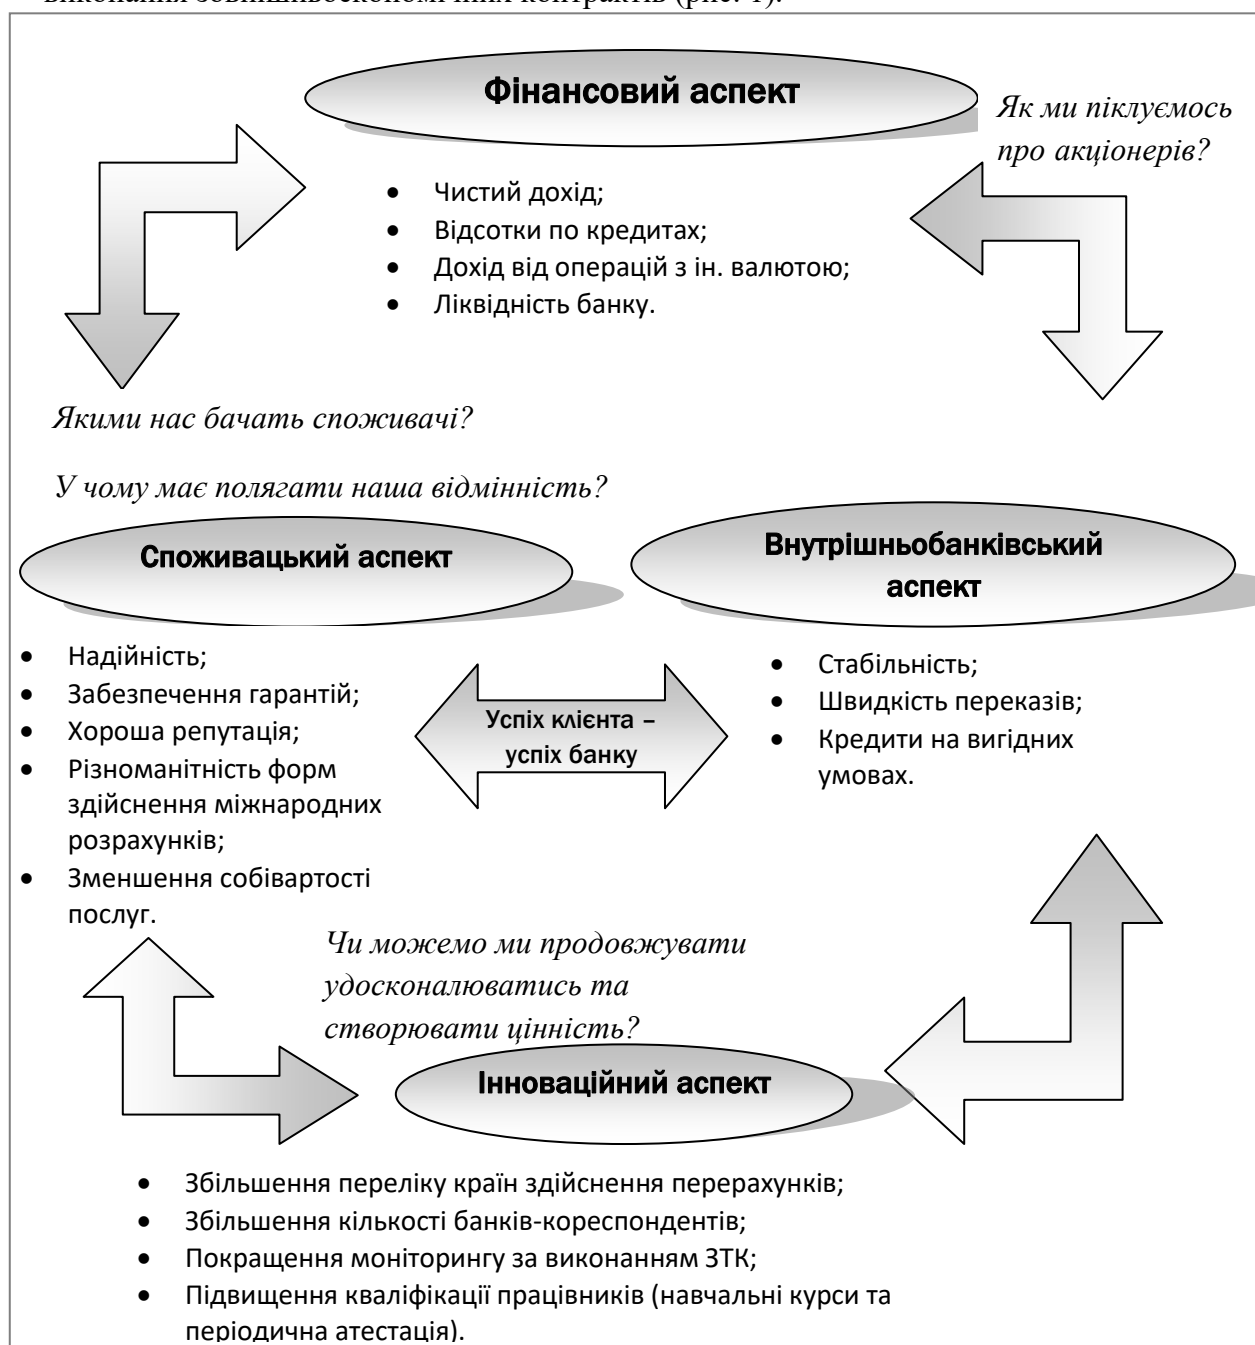 виконання зовнішньоекономічних контрактів (рис. 1).
Фінансовий аспект
Як ми піклуємось
про акціонерів?
• Чистий дохід;
• Відсотки по кредитах;
• Дохід від операцій з ін. валютою;
• Ліквідність банку.
Якими нас бачать споживачі?
У чому має полягати наша відмінність?
Споживацький аспект
Внутрішньобанківський
аспект
• Надійність;
• Забезпечення гарантій;
• Хороша репутація;
• Різноманітність форм
здійснення міжнародних
розрахунків;
• Зменшення собівартості
послуг.
Успіх клієнта –
успіх банку
• Стабільність;
• Швидкість переказів;
• Кредити на вигідних
умовах.
Чи можемо ми продовжувати
удосконалюватись та
створювати цінність?
Інноваційний аспект
• Збільшення переліку країн здійснення перерахунків;
• Збільшення кількості банків-кореспондентів;
• Покращення моніторингу за виконанням ЗТК;
• Підвищення кваліфікації працівників (навчальні курси та
періодична атестація).